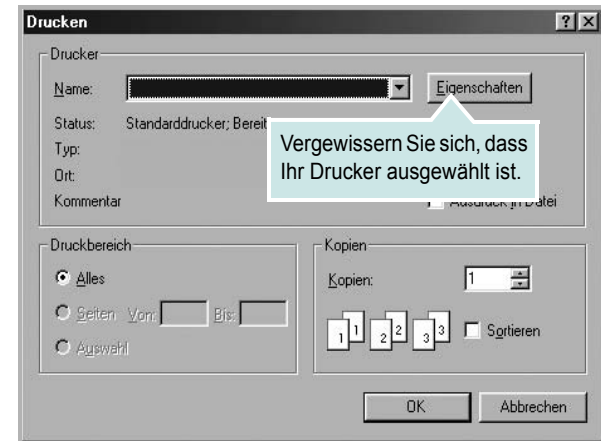 Drucken
Drucker
Name:
Eigenschaften
Status: Standarddrucker;
Vergewissern Sie sich, dass
Ihr Drucker ausgewählt ist.
Typ:
Ort:
Kommentar
Ausdruck in Datei
Druckbereich
Alles
Seiten Von: Bis:
Auswahl
Kopien
Kopien: 1
1 1 2 2 3 3
Sortieren
OK
Abbrechen